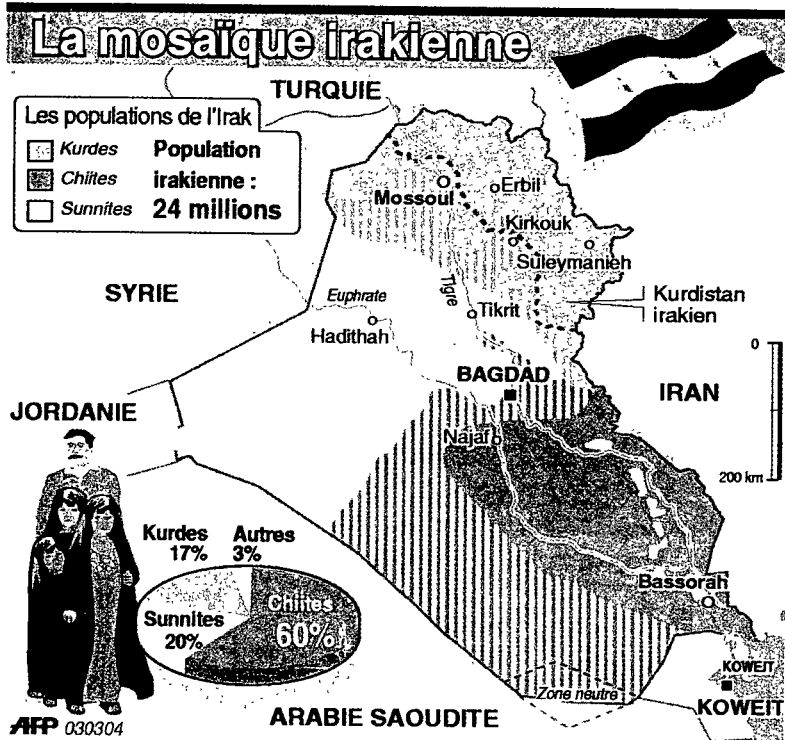 La mosaïque irakienne
TURQUIE
Les populations de l'Irak
Kurdes
Chiites
Sunnites
Population
irakienne :
24 millions
Mossoul
Erbil
Kirkouk
Suleymanieh
SYRIE
Euphrate
Tigre
Hadithah
Tikrit
Kurdistan
irakien
0
200 km
BAGDAD
IRAN
JORDANIE
Najaf
Kurdes
17%
Autres
3%
Sunnites
20%
Chiites
60%
Bassorah
KOWEIT
KOWEIT
Zone neutre
ARABIE SAOUDITE
AFP 030304